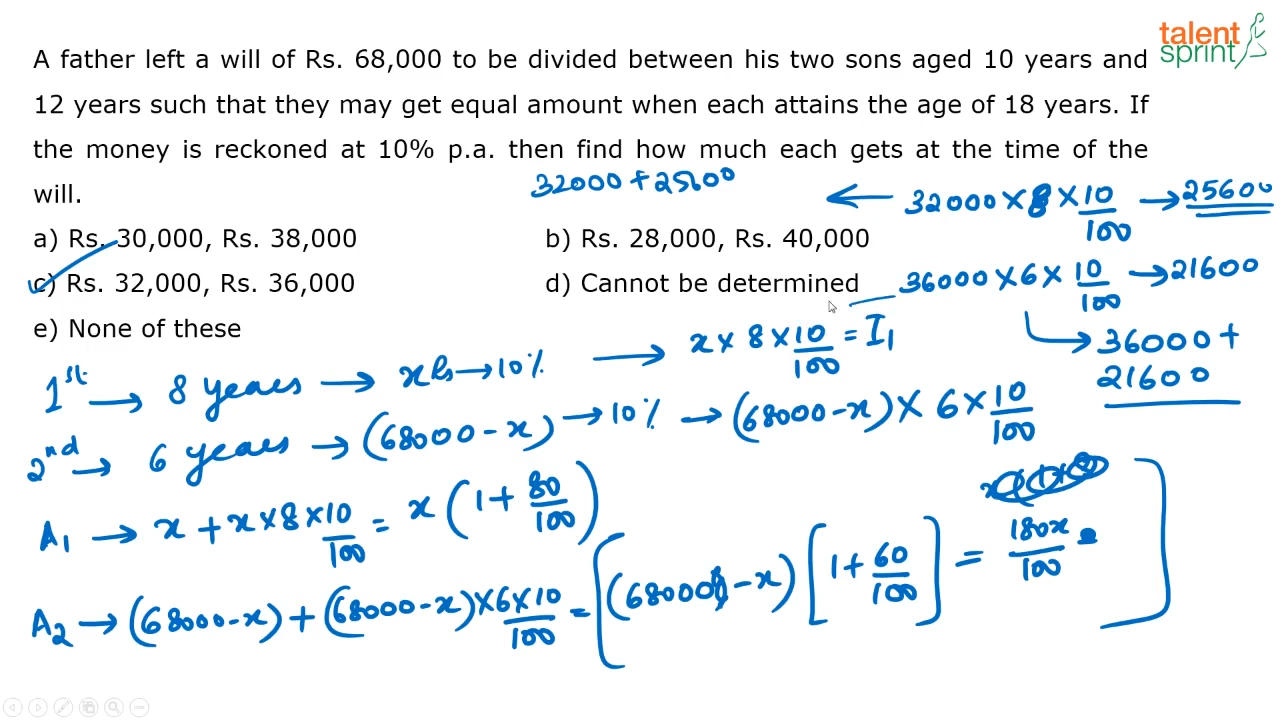 talent
sprint
A father left a will of Rs. 68,000 to be divided between his two sons aged 10 years and
12 years such that they may get equal amount when each attains the age of 18 years. If
the money is reckoned at 10% p.a. then find how much each gets at the time of the
will.
32000 + 25600
← 32000 × 8 × 10/100 → 25600
a) Rs. 30,000, Rs. 38,000
b) Rs. 28,000, Rs. 40,000
c) Rs. 32,000, Rs. 36,000
d) Cannot be determined
36000 × 6 × 10/100 → 21600
e) None of these
↳ 36000 +
21600
1st → 8 years → x Rs → 10% → x × 8 × 10/100 = I1
2nd → 6 years → (68000 - x) → 10% → (68000 - x) × 6 × 10/100
A1 → x + x × 8 × 10/100 = x (1 + 80/100)
A2 → (68000 - x) + (68000 - x) × 6 × 10/100 = [(68000 - x) [1 + 60/100] = 180x/100 ]